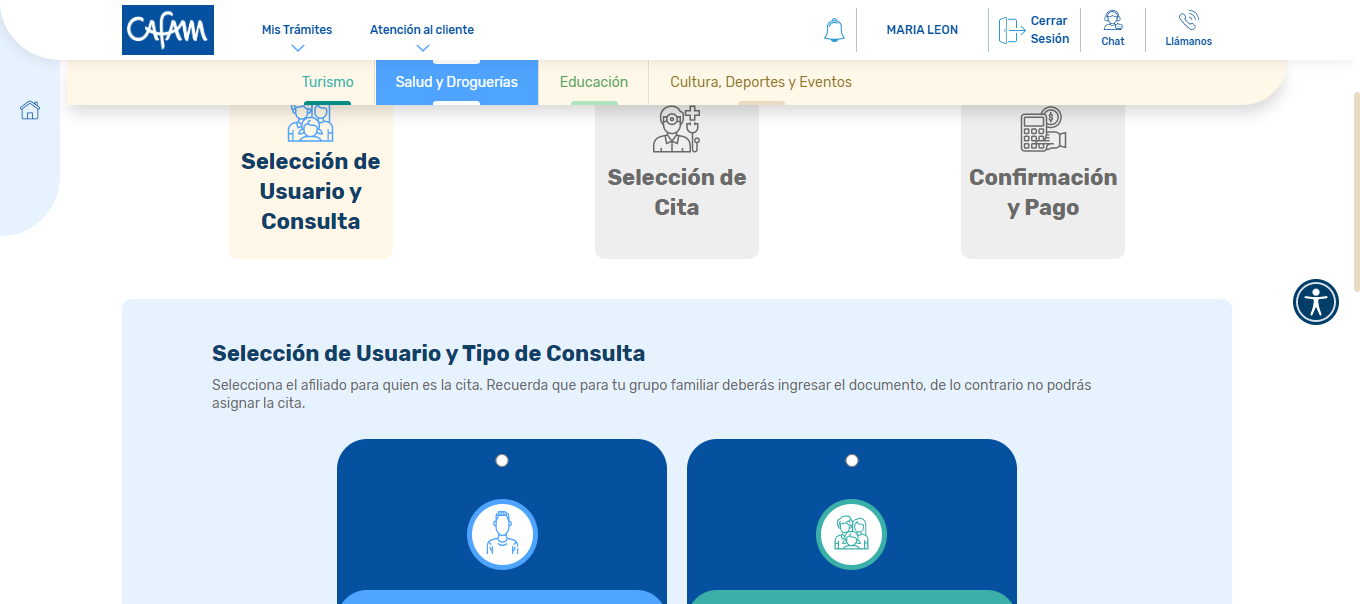 CAFAM
Mis Trámites
Atención al cliente
MARIA LEON
Cerrar
Sesión
Chat
Llámanos
Turismo
Salud y Droguerías
Educación
Cultura, Deportes y Eventos
Selección de
Usuario y
Consulta
Selección de
Cita
Confirmación
y Pago
Selección de Usuario y Tipo de Consulta
Selecciona el afiliado para quien es la cita. Recuerda que para tu grupo familiar deberás ingresar el documento, de lo contrario no podrás
asignar la cita.